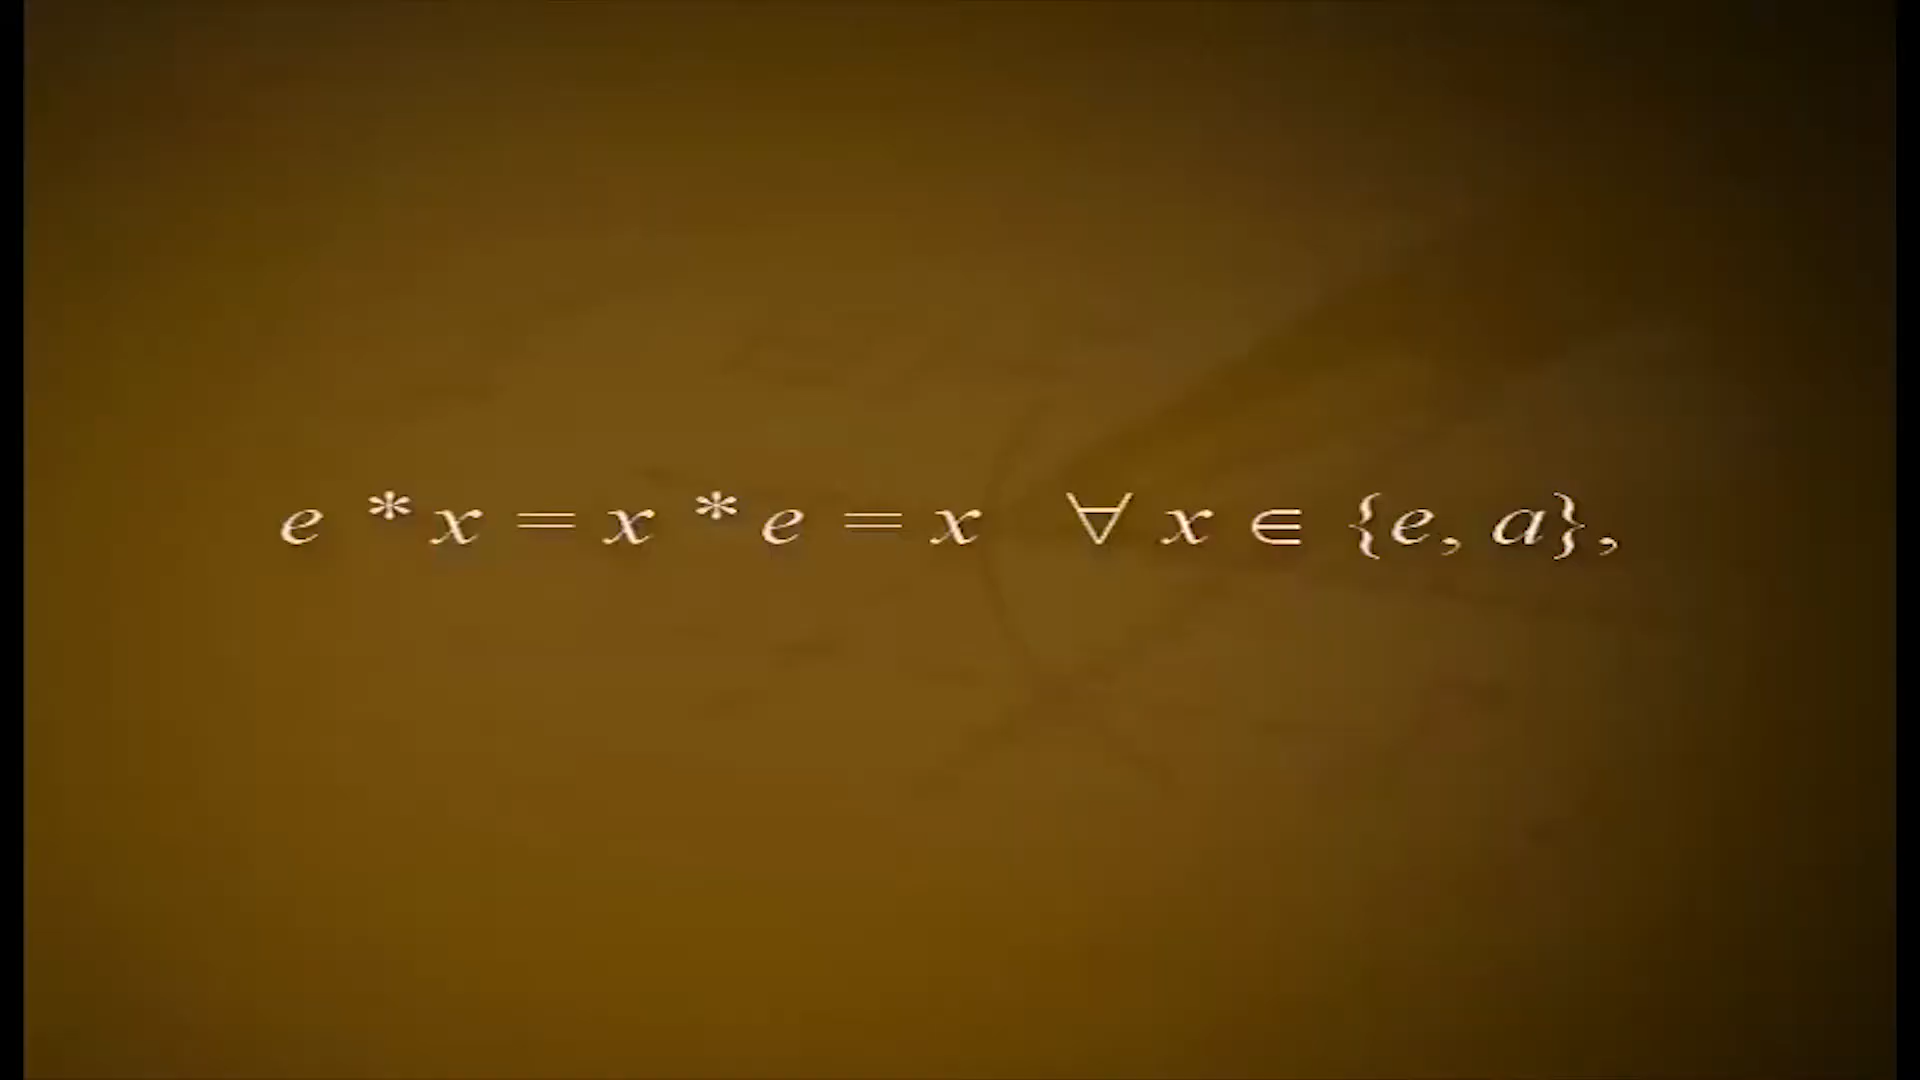 e * x = x * e = x ∀ x ∈ {e, a},